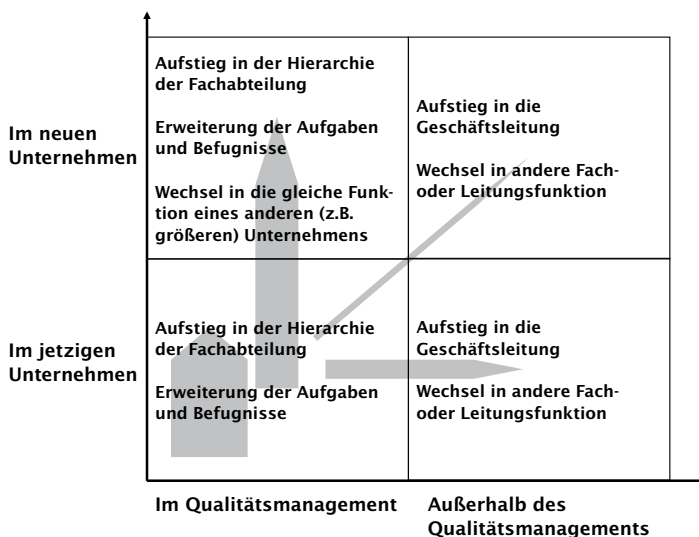 Im neuen
Unternehmen
Aufstieg in der Hierarchie
der Fachabteilung
Erweiterung der Aufgaben
und Befugnisse
Wechsel in die gleiche Funk-
tion eines anderen (z.B.
größeren) Unternehmens
Aufstieg in die
Geschäftsleitung
Wechsel in andere Fach-
oder Leitungsfunktion
Im jetzigen
Unternehmen
Aufstieg in der Hierarchie
der Fachabteilung
Erweiterung der Aufgaben
und Befugnisse
Aufstieg in die
Geschäftsleitung
Wechsel in andere Fach-
oder Leitungsfunktion
Im Qualitätsmanagement
Außerhalb des
Qualitätsmanagements